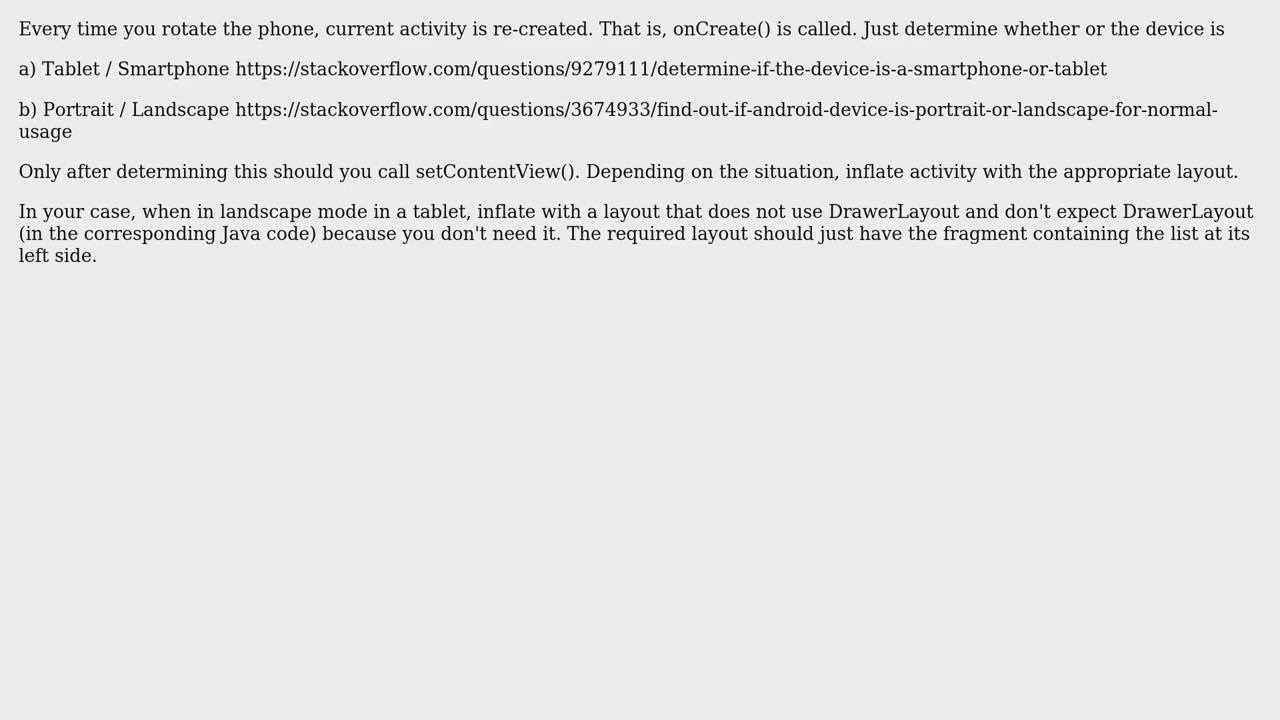 Every time you rotate the phone, current activity is re-created. That is, onCreate() is called. Just determine whether or the device is
a) Tablet / Smartphone https://stackoverflow.com/questions/9279111/determine-if-the-device-is-a-smartphone-or-tablet
b) Portrait / Landscape https://stackoverflow.com/questions/3674933/find-out-if-android-device-is-portrait-or-landscape-for-normal-
usage
Only after determining this should you call setContentView(). Depending on the situation, inflate activity with the appropriate layout.
In your case, when in landscape mode in a tablet, inflate with a layout that does not use DrawerLayout and don't expect DrawerLayout
(in the corresponding Java code) because you don't need it. The required layout should just have the fragment containing the list at its
left side.